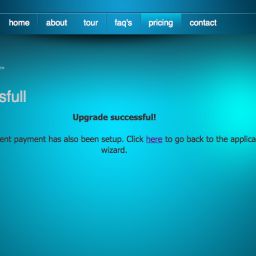 home about tour faq's pricing contact
sfull
Upgrade successful!
ent payment has also been setup. Click here to go back to the applica
wizard.